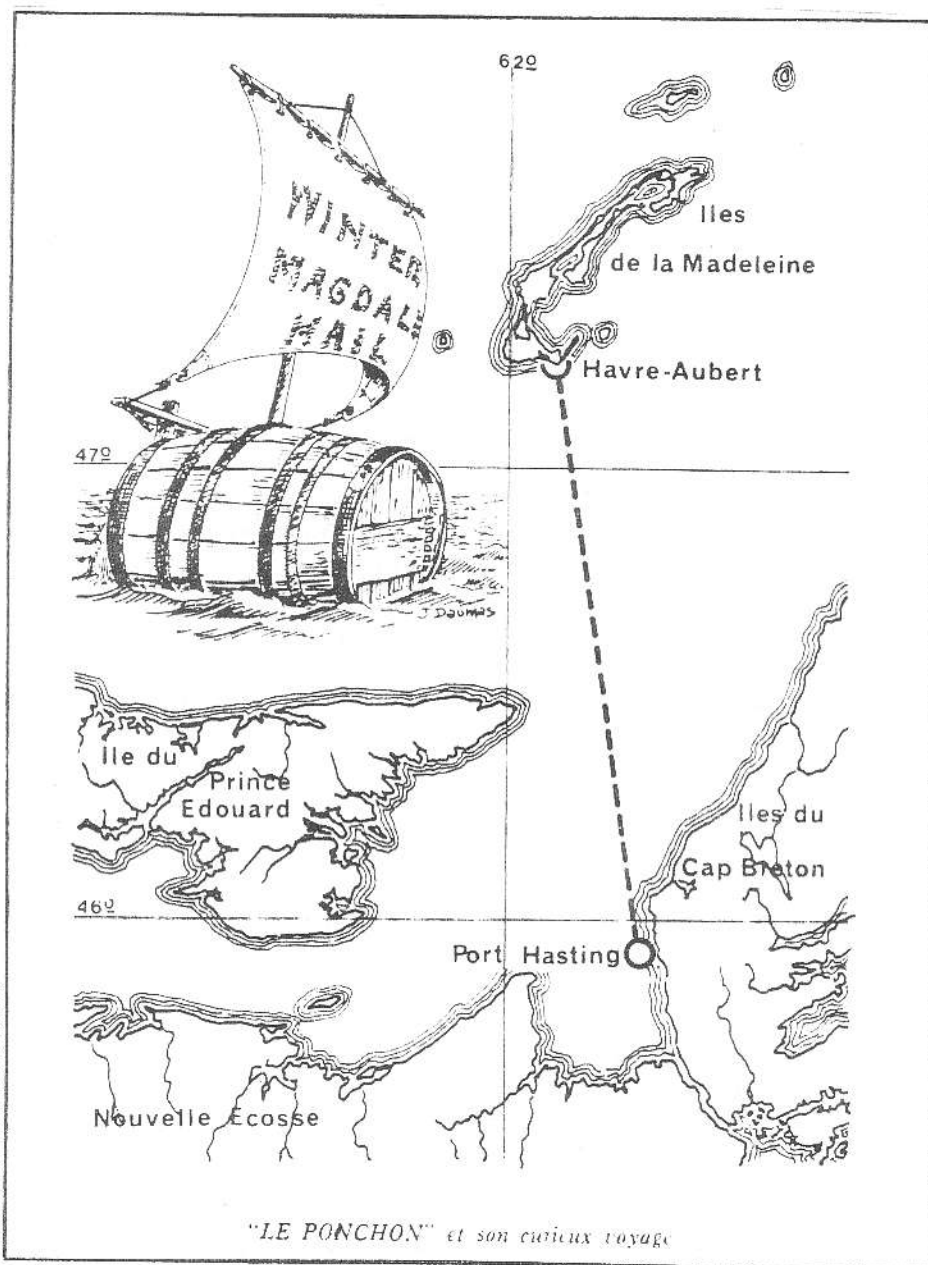 62º
WINTER
MAGDAL
MAIL
Iles
de la Madeleine
Havre-Aubert
47º
J Daumas
Ile du
Prince
Edouard
Iles du
Cap Breton
46º
Port Hasting
Nouvelle Ecosse
"LE PONCHON" et son curieux voyage